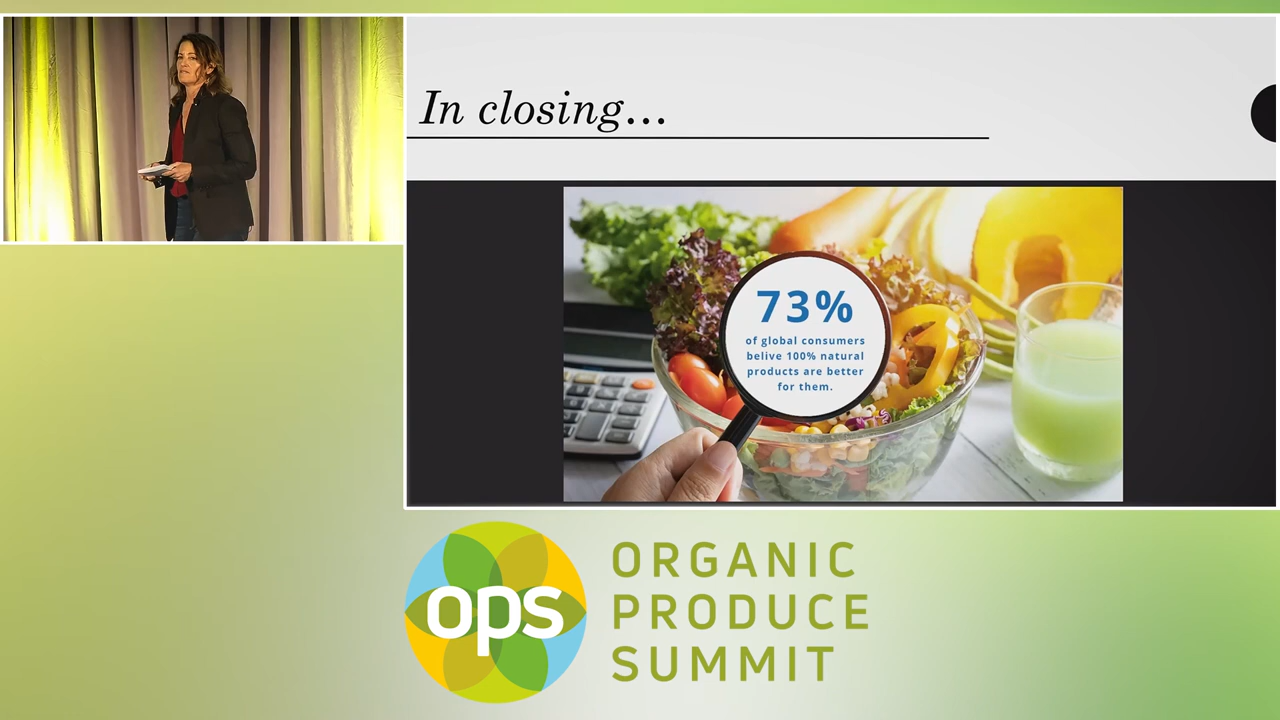 In closing...
73%
of global consumers
belive 100% natural
products are better
for them.
ops
ORGANIC
PRODUCE
SUMMIT